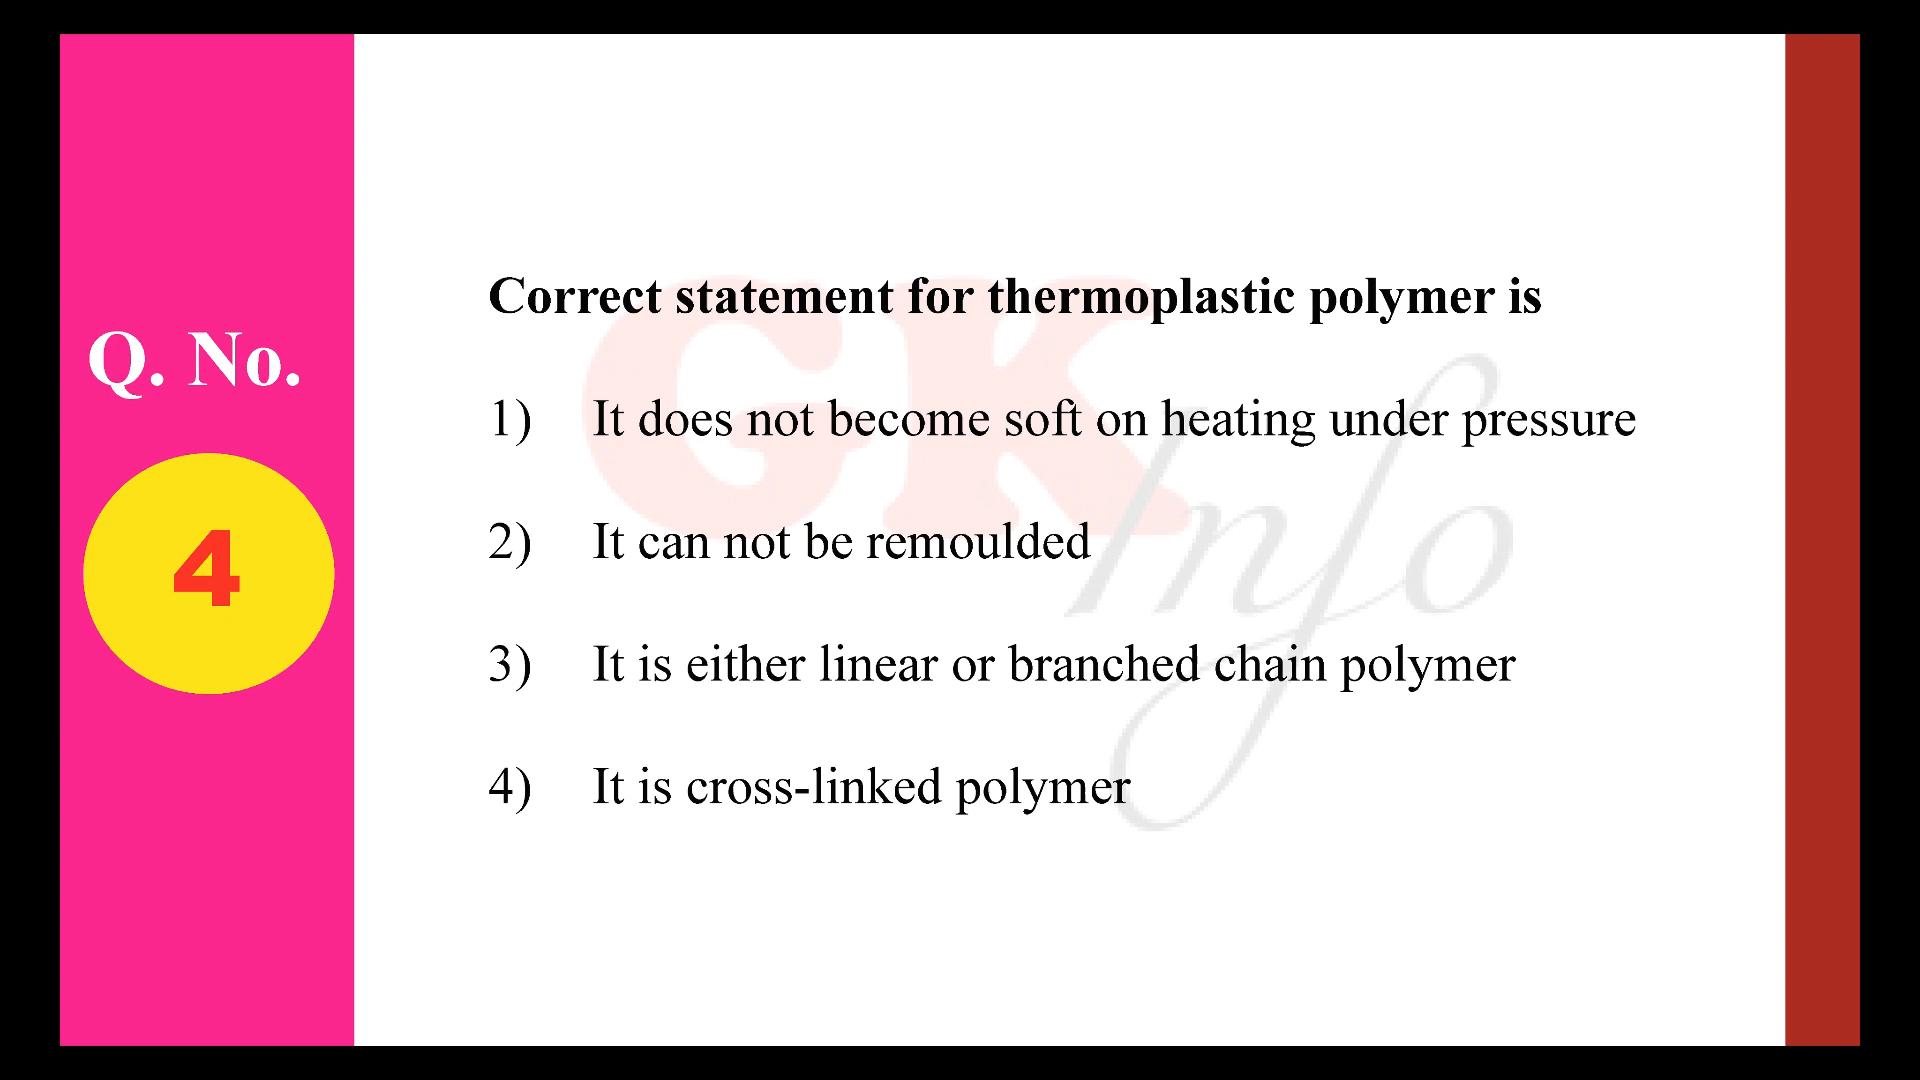 Q. No.
4
Correct statement for thermoplastic polymer is
1) It does not become soft on heating under pressure
2) It can not be remoulded
3) It is either linear or branched chain polymer
4) It is cross-linked polymer
GK
Info